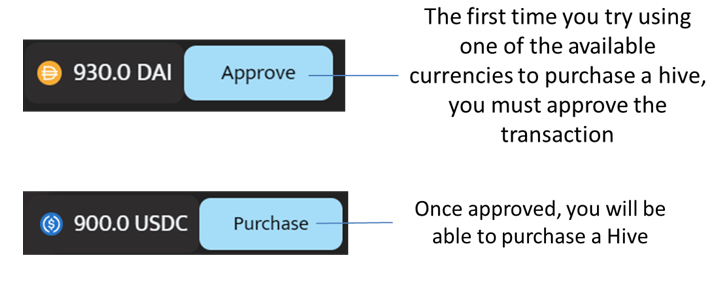 930.0 DAI Approve
The first time you try using
one of the available
currencies to purchase a hive,
you must approve the
transaction
900.0 USDC Purchase
Once approved, you will be
able to purchase a Hive